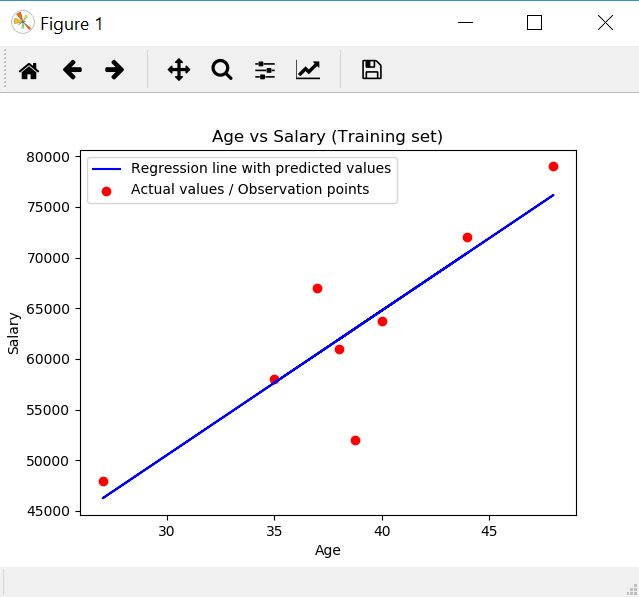 Figure 1
Age vs Salary (Training set)
Regression line with predicted values
Actual values / Observation points
80000
75000
70000
65000
60000
55000
50000
45000
Salary
30
35
40
45
Age